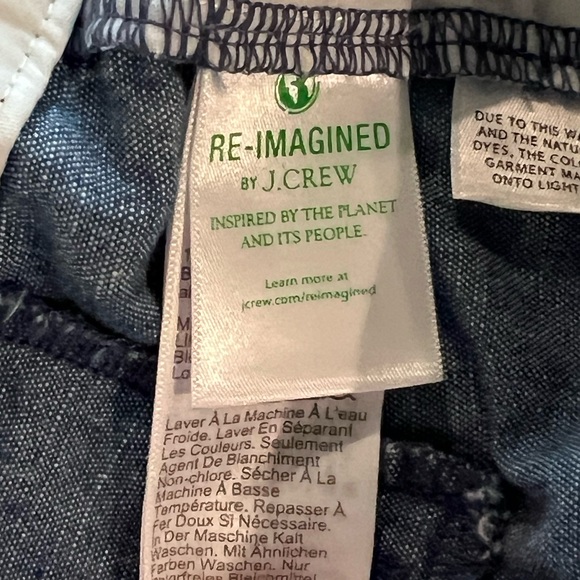 RE-IMAGINED
BY J.CREW
INSPIRED BY THE PLANET
AND ITS PEOPLE.
Learn more at
jcrew.com/reimagined
DUE TO THIS
AND THE NATU
DYES, THE COL
GARMENT MA
ONTO LIGHT
Laver À La Machine À L'eau
Froide. Laver En Séparant
Les Couleurs. Seulement
Agent De Blanchiment
Non-chlore. Sécher À La
Machine À Basse
Température. Repasser À
Fer Doux Si Nécessaire.
In Der Maschine Kalt
Waschen. Mit Ähnlichen
Farben Waschen. Nur